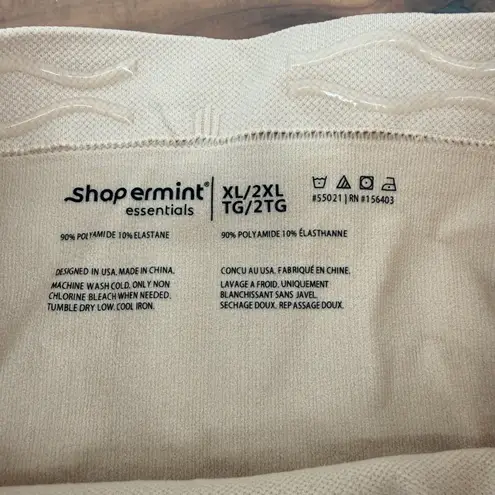 Shapermint®
essentials
XL/2XL
TG/2TG
#55021 | RN #156403
90% POLYAMIDE 10% ELASTANE
90% POLYAMIDE 10% ÉLASTHANNE
DESIGNED IN USA. MADE IN CHINA.
MACHINE WASH COLD, ONLY NON
CHLORINE BLEACH WHEN NEEDED,
TUMBLE DRY LOW. COOL IRON.
CONCU AU USA. FABRIQUÉ EN CHINE.
LAVAGE A FROID. UNIQUEMENT
BLANCHISSANT SANS JAVEL.
SECHAGE DOUX. REPASSAGE DOUX.